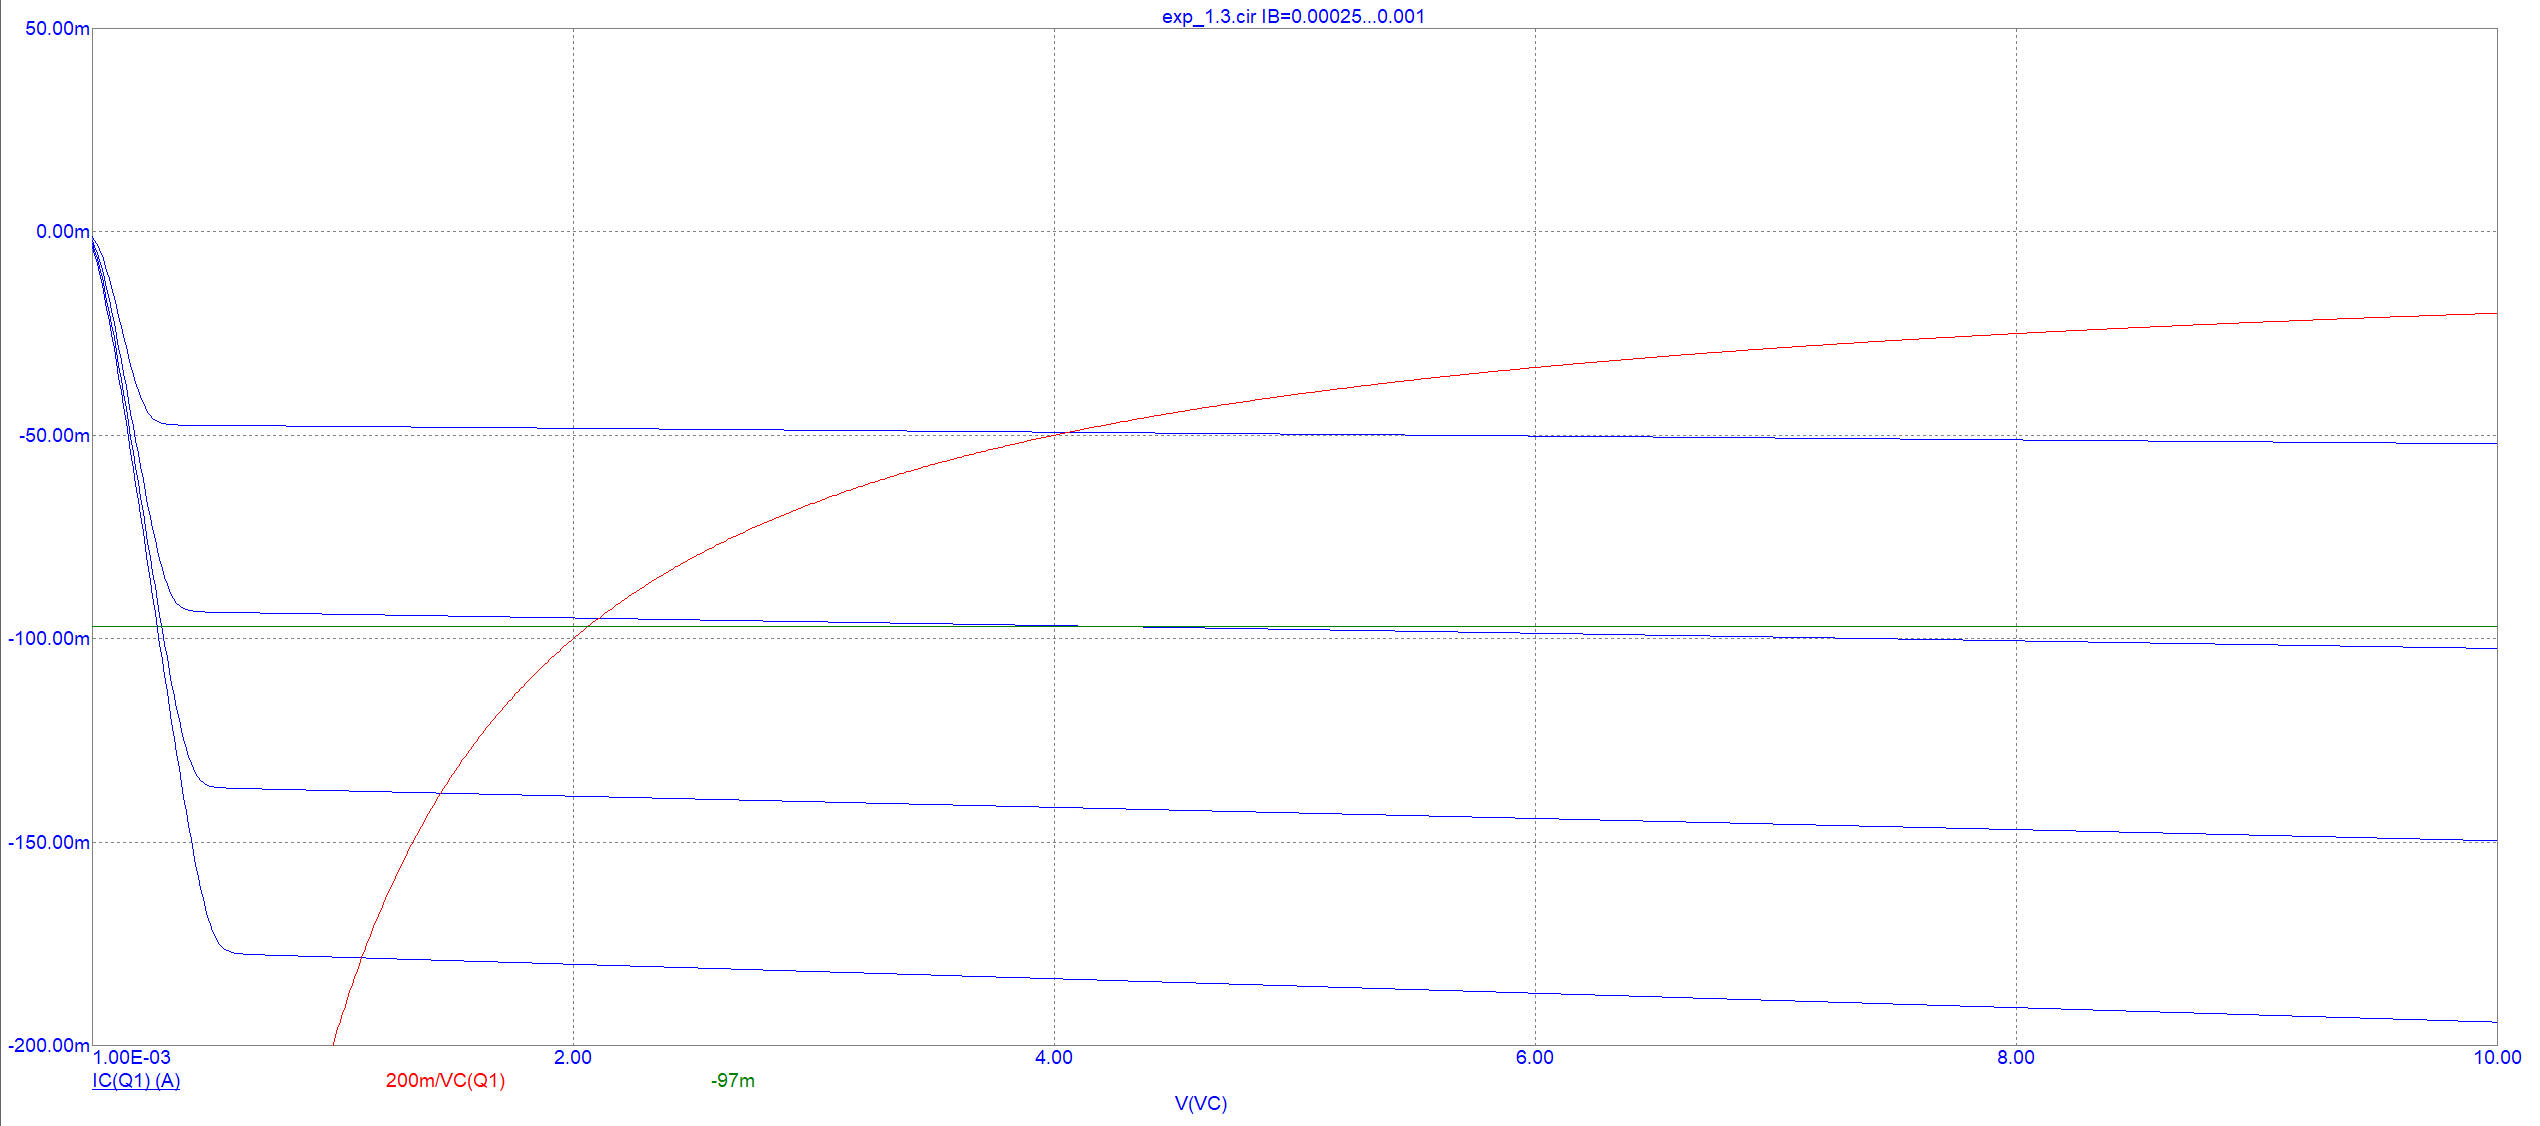 exp_1.3.cir IB=0.00025...0.001
50.00m
0.00m
-50.00m
-100.00m
-150.00m
-200.00m
1.00E-03 2.00 4.00 6.00 8.00 10.00
IC(Q1) (A) 200m/VC(Q1) -97m
V(VC)